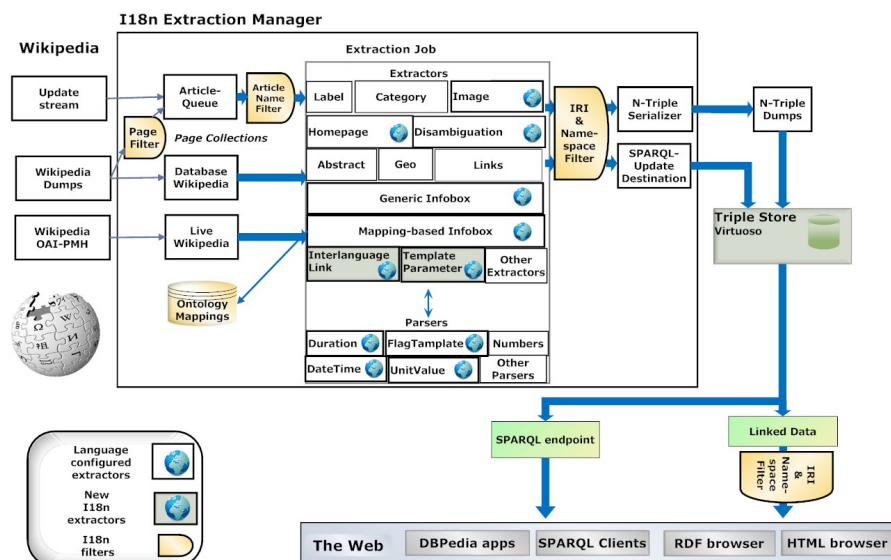 I18n Extraction Manager
Wikipedia
Extraction Job
Update
stream
Article-
Queue
Article
Name
Filter
Page
Filter
Page Collections
Wikipedia
Dumps
Database
Wikipedia
Wikipedia
OAI-PMH
Live
Wikipedia
Ontology
Mappings
Extractors
Label
Category
Image
Homepage
Disambiguation
Abstract
Geo
Links
Generic Infobox
Mapping-based Infobox
Interlanguage
Link
Template
Parameter
Other
Extractors
Parsers
Duration
FlagTamplate
Numbers
DateTime
UnitValue
Other
Parsers
IRI
&
Name-
space
Filter
N-Triple
Serializer
SPARQL-
Update
Destination
N-Triple
Dumps
Triple Store
Virtuoso
SPARQL endpoint
Linked Data
IRI
&
Name-
space
Filter
Language
configured
extractors
New
I18n
extractors
I18n
filters
The Web
DBPedia apps
SPARQL Clients
RDF browser
HTML browser